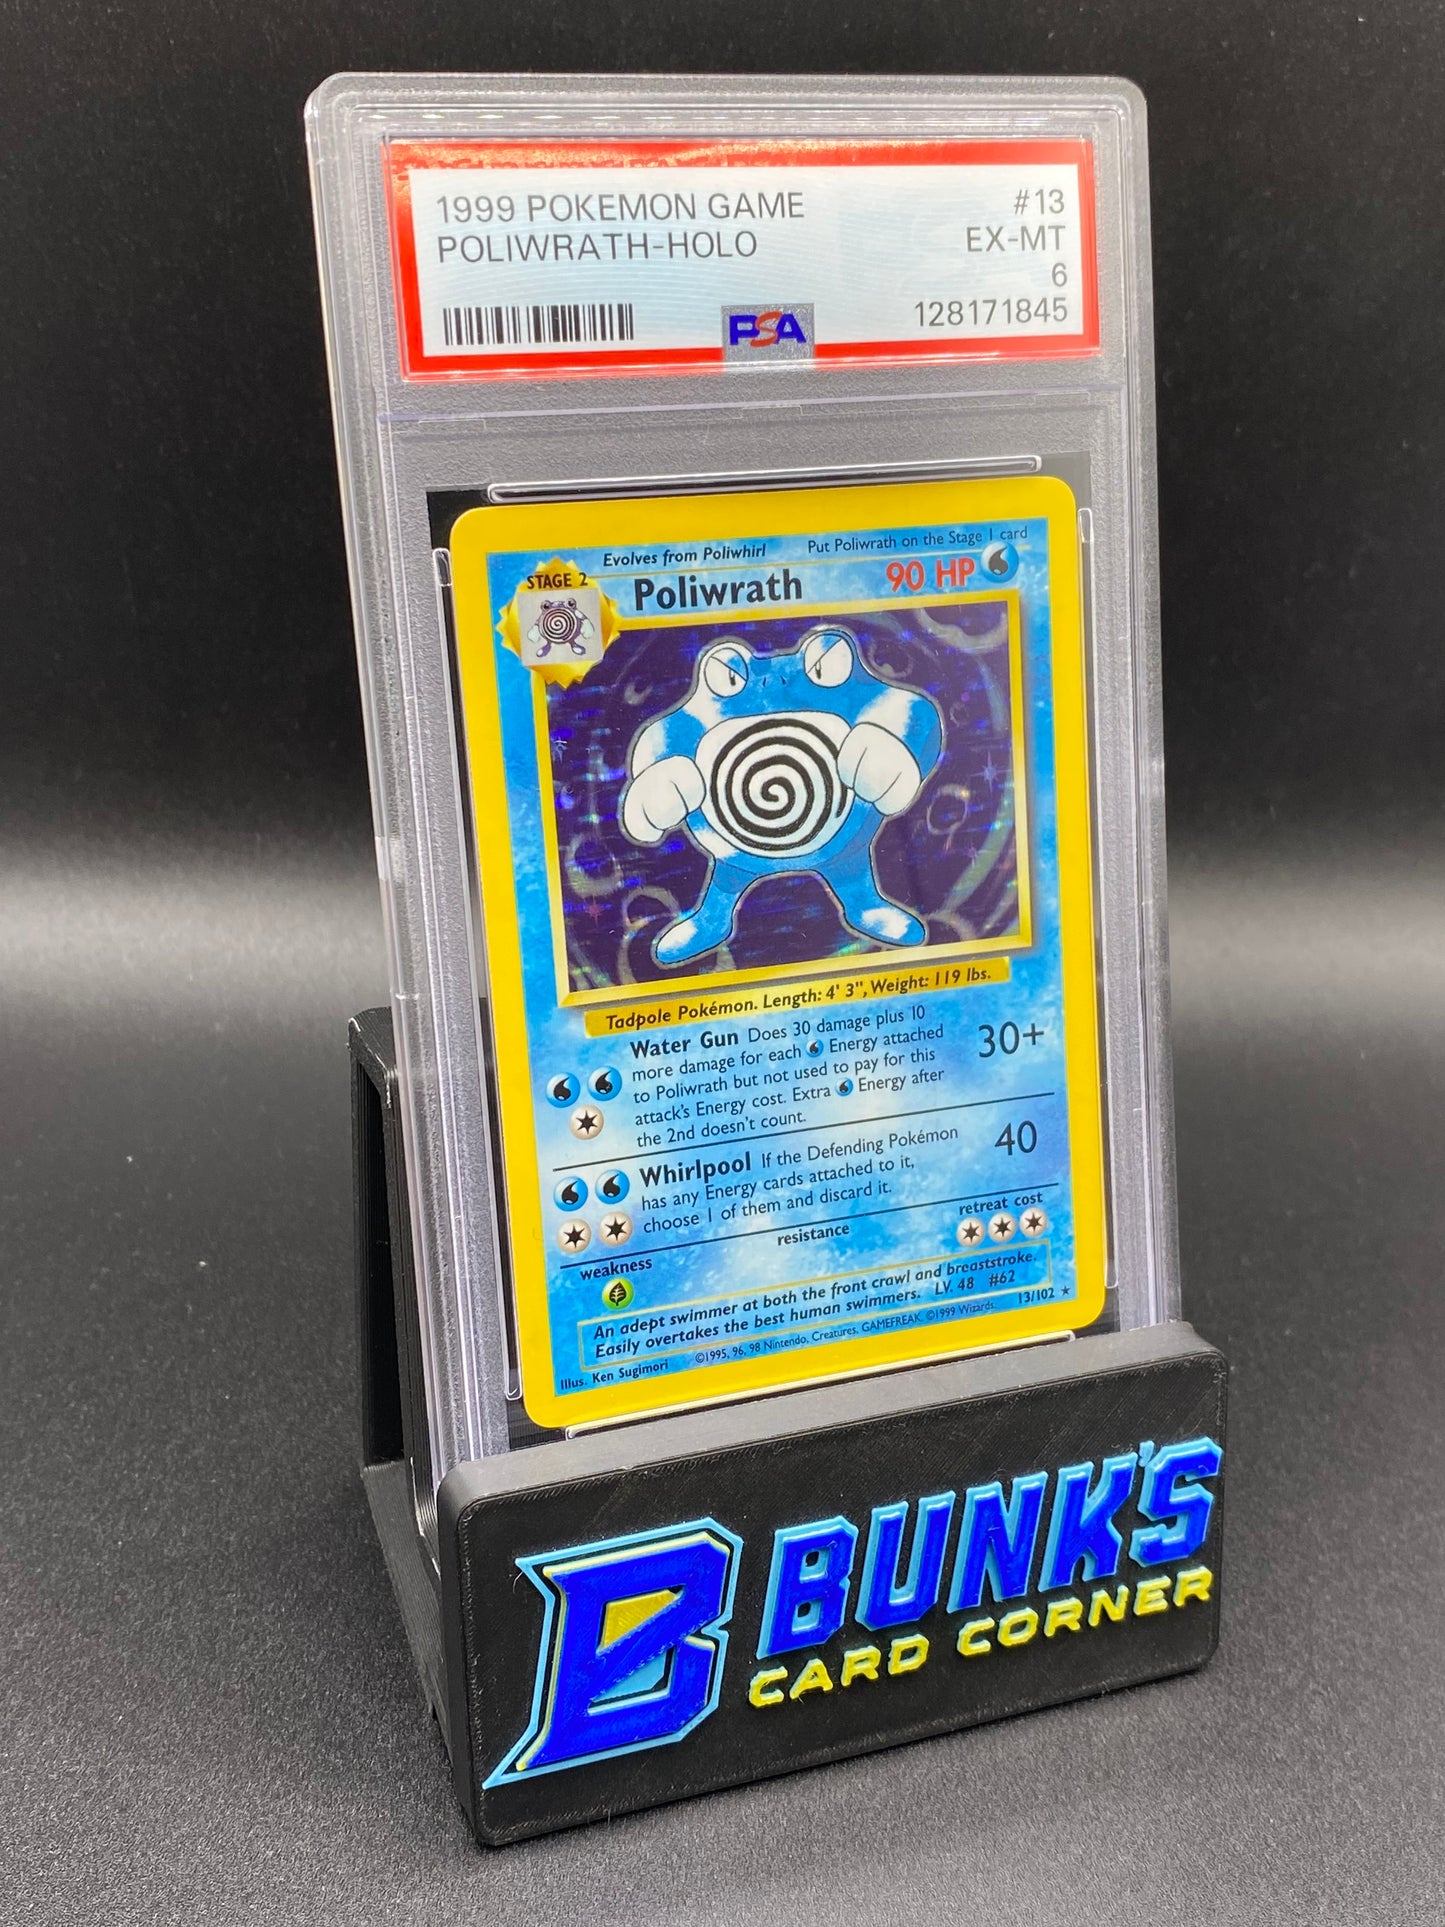 1999 POKEMON GAME #13
POLIWRATH-HOLO EX-MT
6
PSA 128171845
Evolves from Poliwhirl Put Poliwrath on the Stage 1 card
STAGE 2 Poliwrath 90 HP
Tadpole Pokémon. Length: 4' 3", Weight: 119 lbs.
Water Gun Does 30 damage plus 10
more damage for each Energy attached
to Poliwrath but not used to pay for this
attack's Energy cost. Extra Energy after
the 2nd doesn't count.
30+
Whirlpool If the Defending Pokémon
has any Energy cards attached to it,
choose 1 of them and discard it.
40
weakness resistance retreat cost
An adept swimmer at both the front crawl and breaststroke.
Easily overtakes the best human swimmers. LV. 48 #62
Illus. Ken Sugimori ©1995, 96, 98 Nintendo, Creatures, GAMEFREAK. ©1999 Wizards. 13/102 ★
B BUNK'S
CARD CORNER